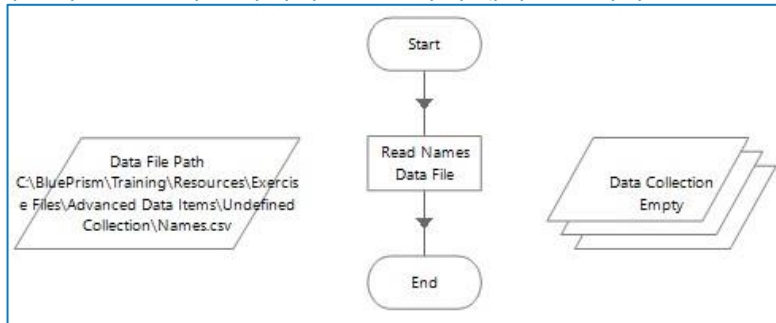 Start
Data File Path
C:\BluePrism\Training\Resources\Exercis
e Files\Advanced Data Items\Undefined
Collection\Names.csv
Read Names
Data File
Data Collection
Empty
End